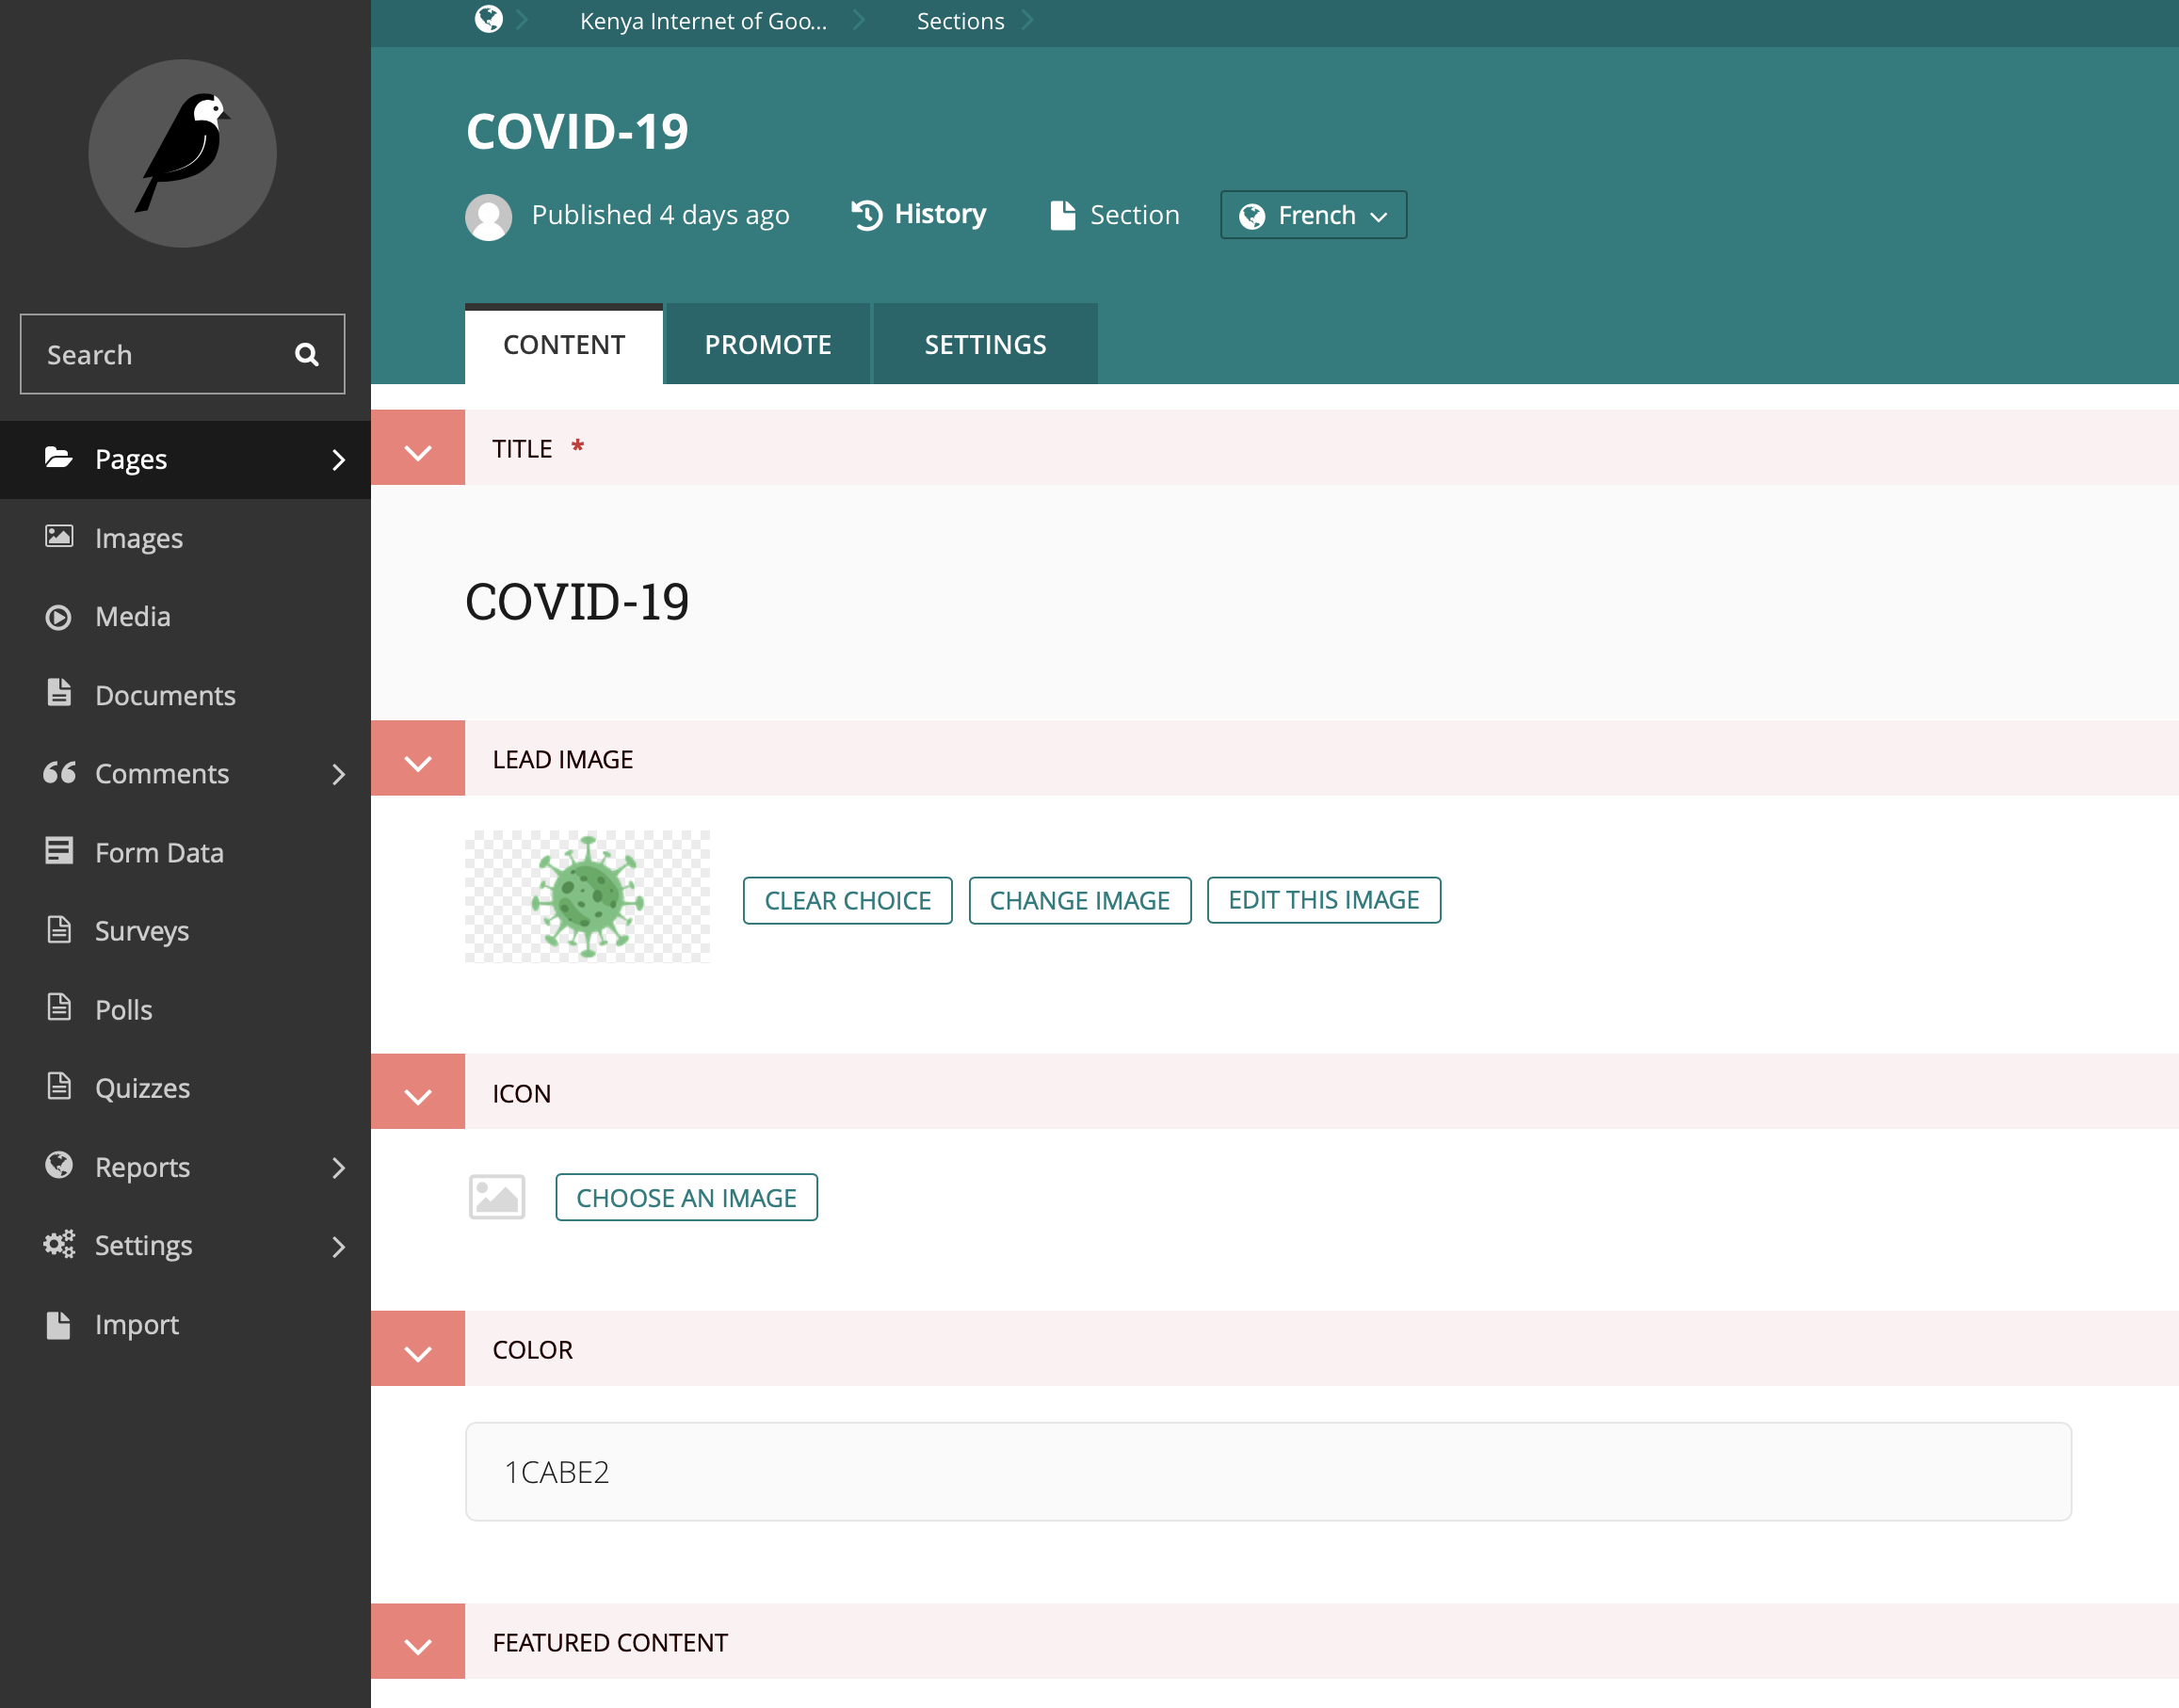 Kenya Internet of Goo... Sections
COVID-19
Published 4 days ago History Section French
CONTENT PROMOTE SETTINGS
Search
Pages
Images
Media
Documents
Comments
Form Data
Surveys
Polls
Quizzes
Reports
Settings
Import
TITLE *
COVID-19
LEAD IMAGE
CLEAR CHOICE CHANGE IMAGE EDIT THIS IMAGE
ICON
CHOOSE AN IMAGE
COLOR
1CABE2
FEATURED CONTENT